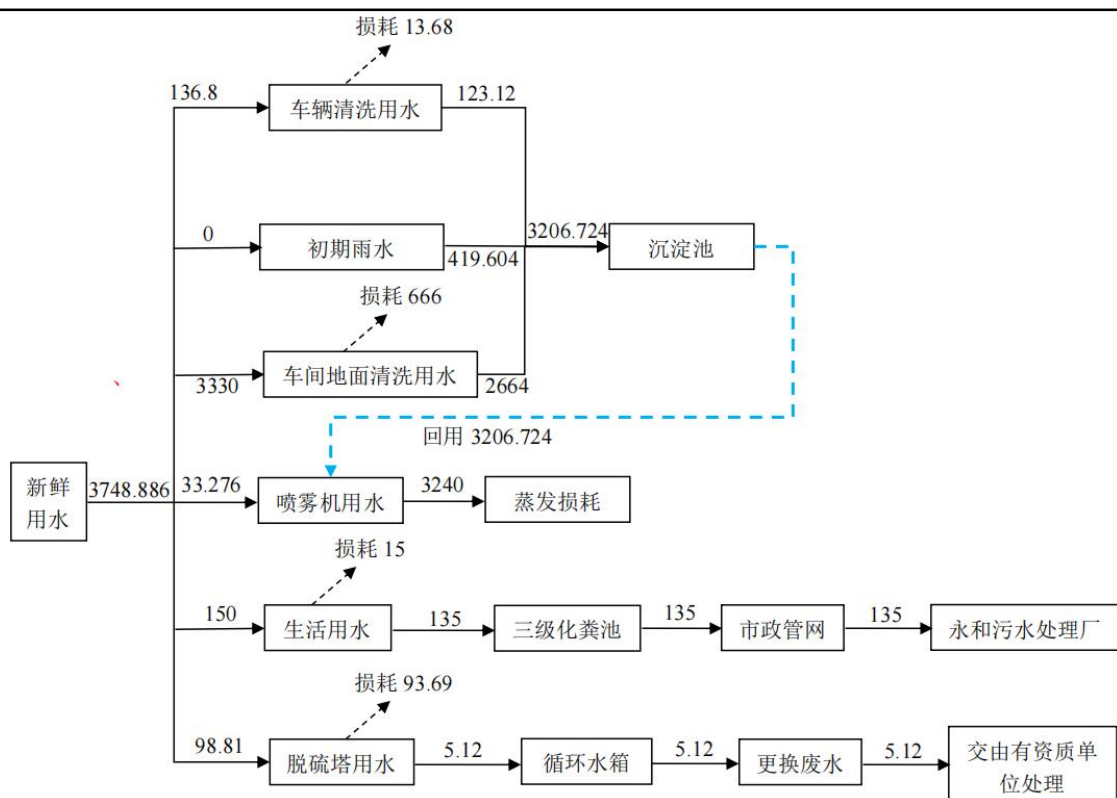 损耗 13.68
136.8
车辆清洗用水
123.12
0
初期雨水
419.604
3206.724
沉淀池
损耗 666
3330
车间地面清洗用水
2664
、
回用 3206.724
新鲜
用水
3748.886
33.276
喷雾机用水
3240
蒸发损耗
损耗 15
150
生活用水
135
三级化粪池
135
市政管网
135
永和污水处理厂
损耗 93.69
98.81
脱硫塔用水
5.12
循环水箱
5.12
更换废水
5.12
交由有资质单
位处理